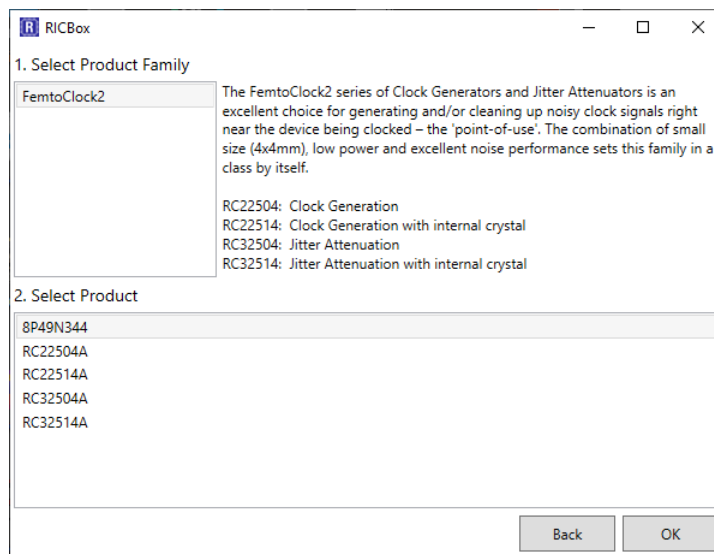 RICBox
1. Select Product Family
FemtoClock2
The FemtoClock2 series of Clock Generators and Jitter Attenuators is an
excellent choice for generating and/or cleaning up noisy clock signals right
near the device being clocked – the 'point-of-use'. The combination of small
size (4x4mm), low power and excellent noise performance sets this family in a
class by itself.
RC22504: Clock Generation
RC22514: Clock Generation with internal crystal
RC32504: Jitter Attenuation
RC32514: Jitter Attenuation with internal crystal
2. Select Product
8P49N344
RC22504A
RC22514A
RC32504A
RC32514A
Back
OK